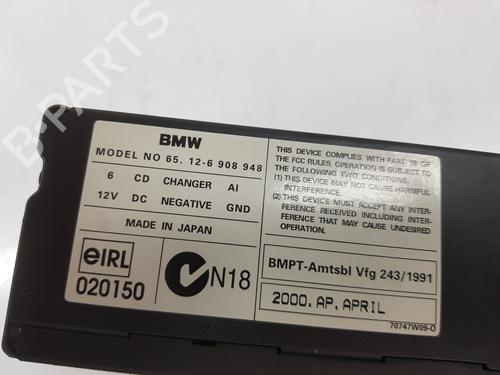 BMW
MODEL NO 65. 12-6 908 948
6 CD CHANGER AI
12V DC NEGATIVE GND
MADE IN JAPAN
eIRL
020150
N18
THIS DEVICE COMPLIES WITH PART 15 OF
THE FCC RULES. OPERATION IS SUBJECT TO
THE FOLLOWING TWO CONDITIONS.
(1) THIS DEVICE MAY NOT CAUSE HARMFUL
INTERFERENCE.
(2) THIS DEVICE MUST ACCEPT ANY INTER-
FERENCE RECEIVED INCLUDING INTER-
FERENCE THAT MAY CAUSE UNDESIRABLE
OPERATION.
BMPT-Amtsbl Vfg 243/1991
2000.AP.APRIL
70747W09-O
B-PARTS